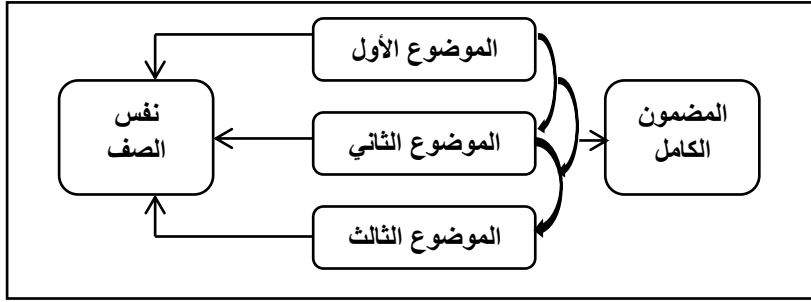 الموضوع الأول
المضمون
الكامل
الموضوع الثاني
نفس
الصف
الموضوع الثالث